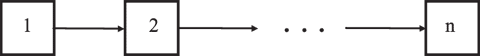 1 2 . . . n